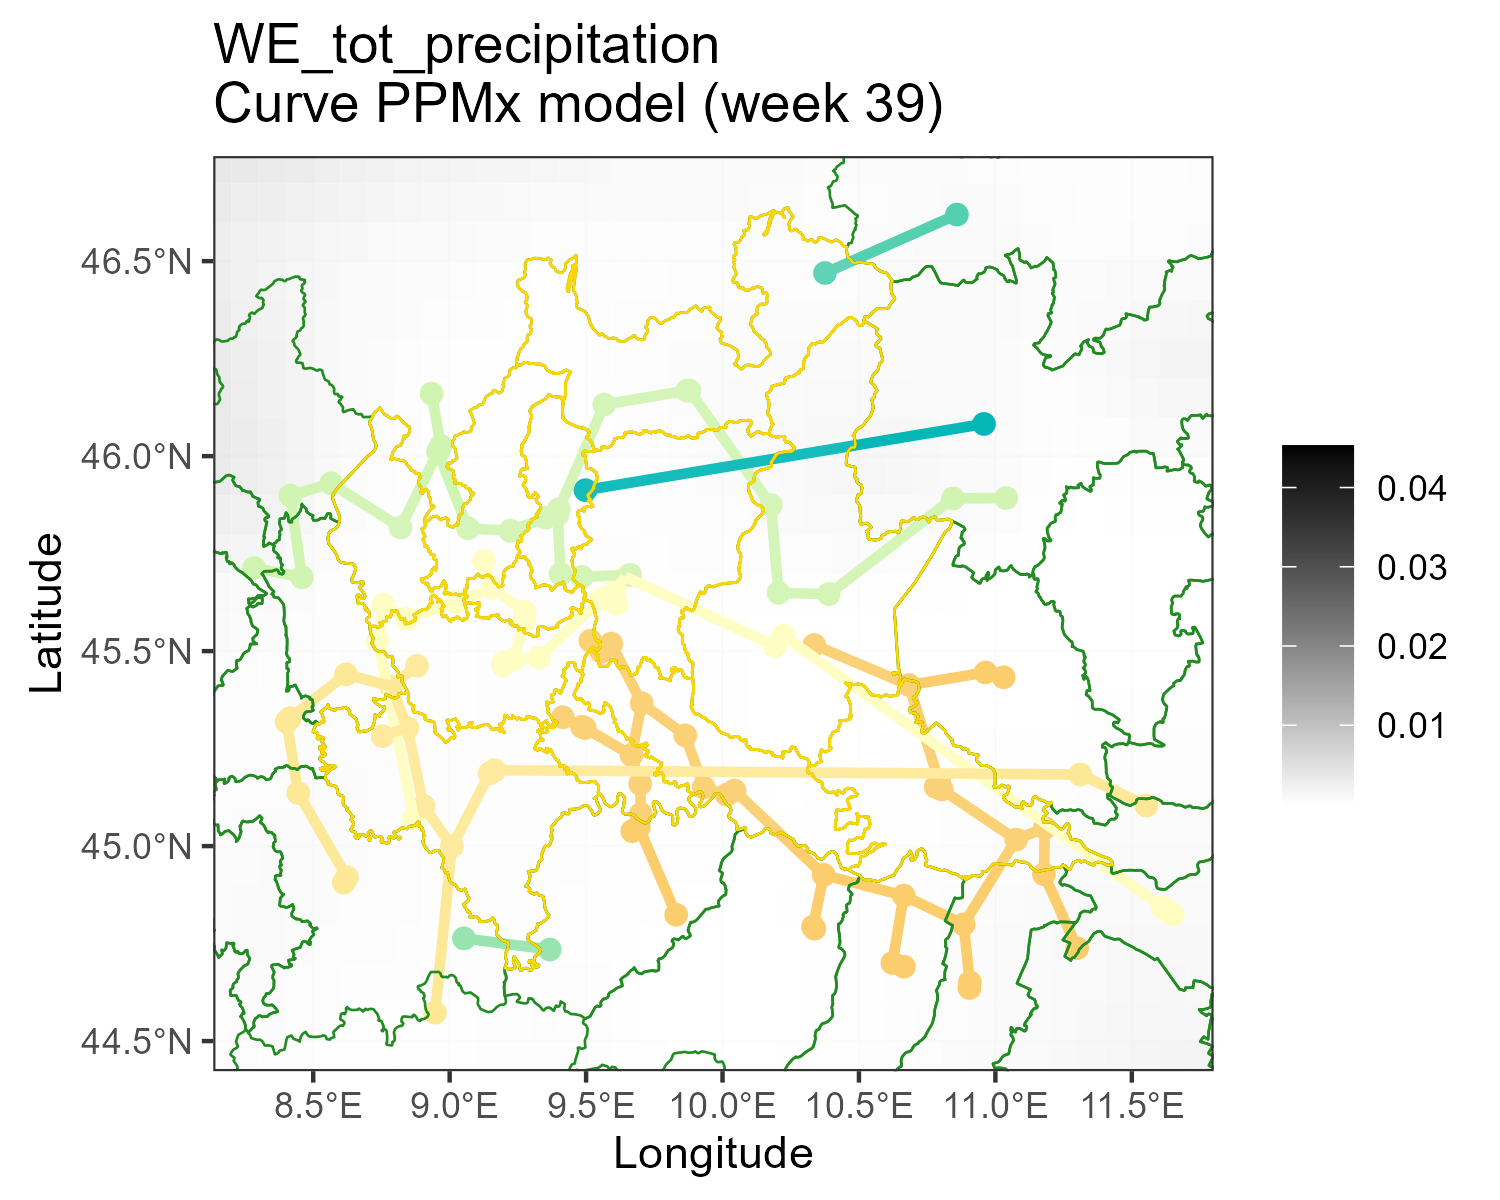 WE_tot_precipitation
Curve PPMx model (week 39)
46.5°N
46.0°N
45.5°N
45.0°N
44.5°N
Latitude
8.5°E 9.0°E 9.5°E 10.0°E 10.5°E 11.0°E 11.5°E
Longitude
0.04
0.03
0.02
0.01